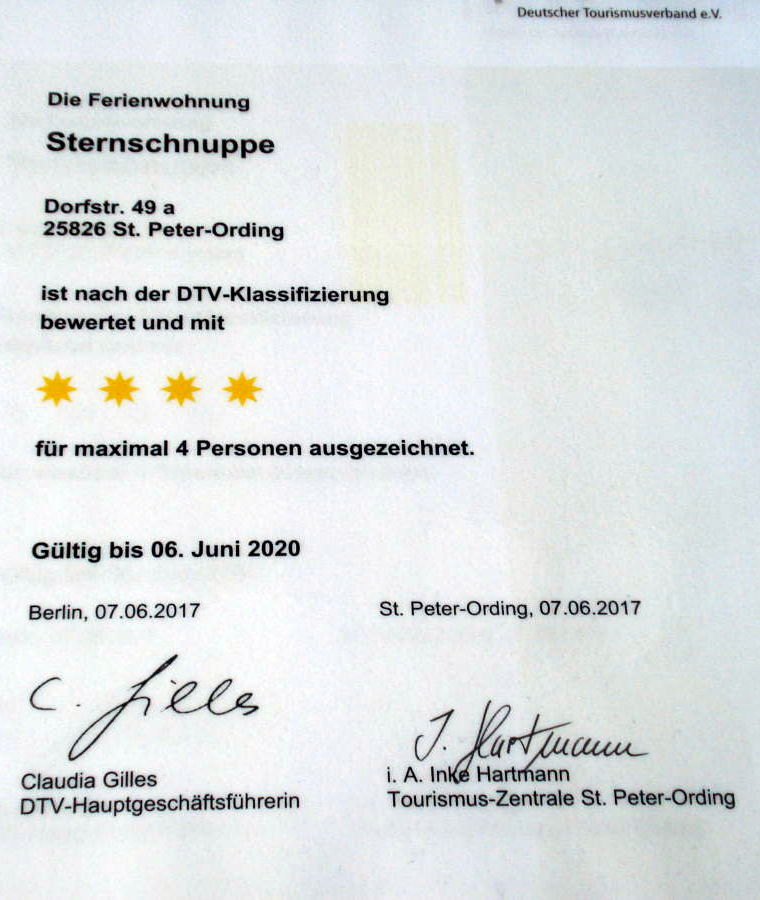 Deutscher Tourismusverband e.V.
Die Ferienwohnung
Sternschnuppe
Dorfstr. 49 a
25826 St. Peter-Ording
ist nach der DTV-Klassifizierung
bewertet und mit
für maximal 4 Personen ausgezeichnet.
Gültig bis 06. Juni 2020
Berlin, 07.06.2017
St. Peter-Ording, 07.06.2017
C. Gilles
J. Hartmann
Claudia Gilles
DTV-Hauptgeschäftsführerin
i. A. Inke Hartmann
Tourismus-Zentrale St. Peter-Ording